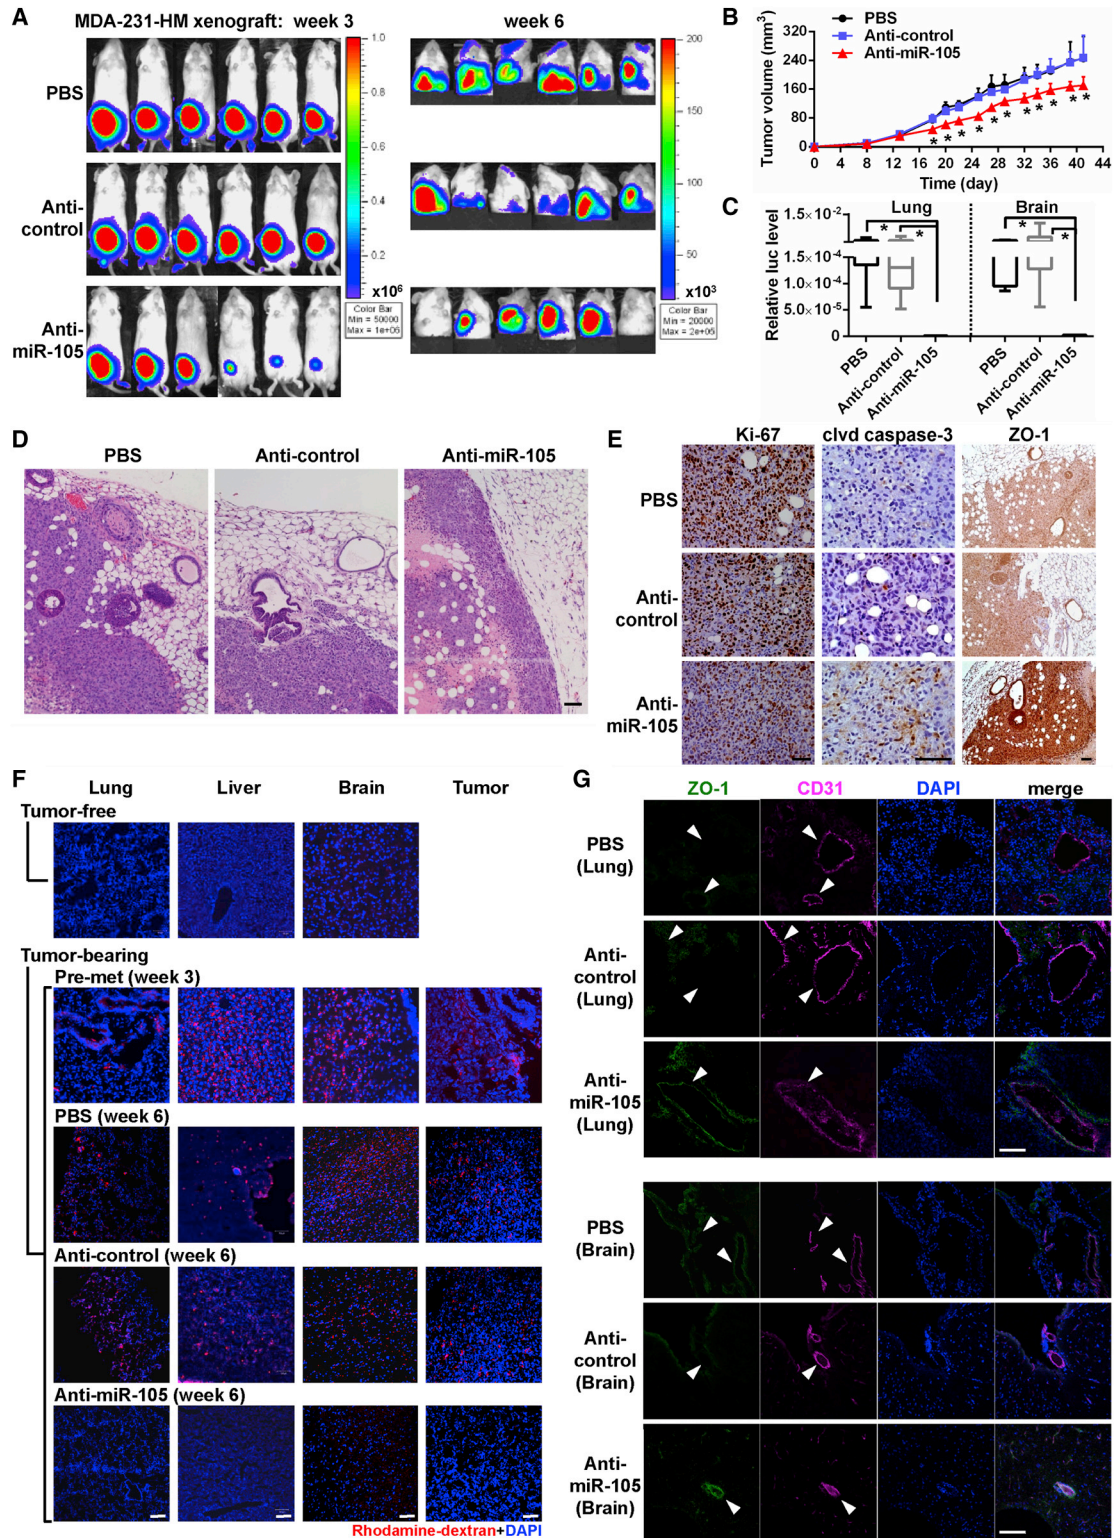 A
MDA-231-HM xenograft: week 3
week 6
PBS
Anti-
control
Anti-
miR-105
1.0
0.8
0.6
0.4
0.2
x10⁶
Color Bar
Min = 50000
Max = 1e+06
200
150
100
50
x10³
Color Bar
Min = 20000
Max = 2e+05
B
PBS
Anti-control
Anti-miR-105
Tumor volume (mm³)
320
240
160
80
0
* * * * * * * * * * *
0 4 8 12 16 20 24 28 32 36 40 44
Time (day)
C
Lung
Brain
Relative luc level
1.5×10⁻²
1.5×10⁻⁴
1.0×10⁻⁴
5.0×10⁻⁵
0
* * * *
PBS
Anti-control
Anti-miR-105
PBS
Anti-control
Anti-miR-105
D
PBS
Anti-control
Anti-miR-105
E
Ki-67
clvd caspase-3
ZO-1
PBS
Anti-
control
Anti-
miR-105
F
Lung
Liver
Brain
Tumor
Tumor-free
Tumor-bearing
Pre-met (week 3)
PBS (week 6)
Anti-control (week 6)
Anti-miR-105 (week 6)
Rhodamine-dextran+DAPI
G
ZO-1
CD31
DAPI
merge
PBS
(Lung)
Anti-
control
(Lung)
Anti-
miR-105
(Lung)
PBS
(Brain)
Anti-
control
(Brain)
Anti-
miR-105
(Brain)